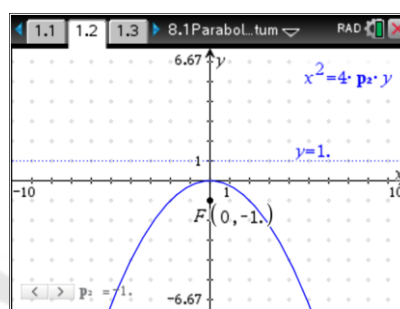 1.1 1.2 1.3 8.1Parabol...tum RAD
6.67 y
x²=4· p₂· y
1 y=1.
x
-10 1 10
F (0,-1.)
p₂ =-1.
-6.67